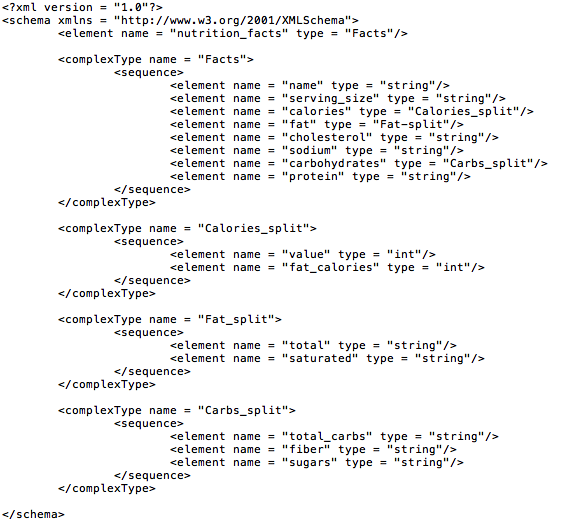 <?xml version = "1.0"?>
<schema xmlns = "http://www.w3.org/2001/XMLSchema">
<element name = "nutrition_facts" type = "Facts"/>
<complexType name = "Facts">
<sequence>
<element name = "name" type = "string"/>
<element name = "serving_size" type = "string"/>
<element name = "calories" type = "Calories_split"/>
<element name = "fat" type = "Fat-split"/>
<element name = "cholesterol" type = "string"/>
<element name = "sodium" type = "string"/>
<element name = "carbohydrates" type = "Carbs_split"/>
<element name = "protein" type = "string"/>
</sequence>
</complexType>
<complexType name = "Calories_split">
<sequence>
<element name = "value" type = "int"/>
<element name = "fat_calories" type = "int"/>
</sequence>
</complexType>
<complexType name = "Fat_split">
<sequence>
<element name = "total" type = "string"/>
<element name = "saturated" type = "string"/>
</sequence>
</complexType>
<complexType name = "Carbs_split">
<sequence>
<element name = "total_carbs" type = "string"/>
<element name = "fiber" type = "string"/>
<element name = "sugars" type = "string"/>
</sequence>
</complexType>
</schema>